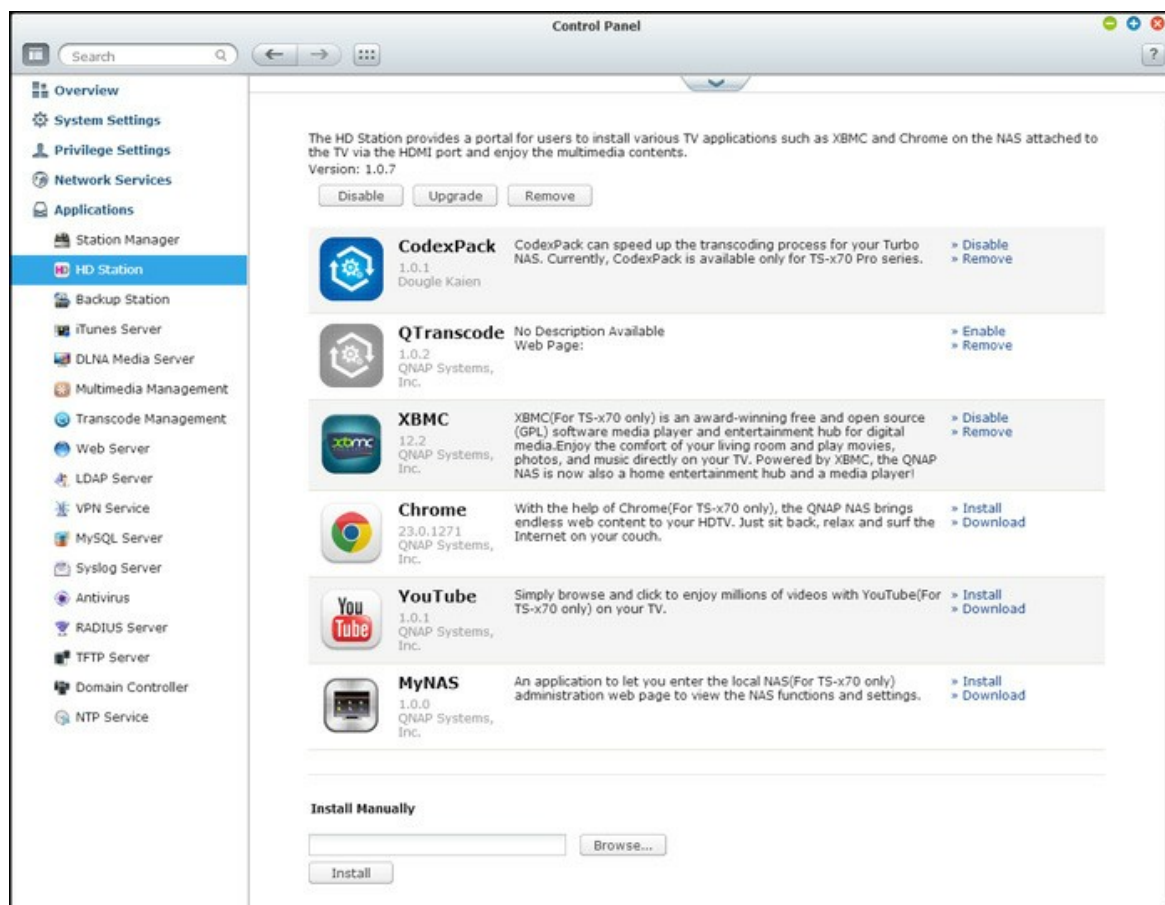 Control Panel
Search
?
Overview
System Settings
Privilege Settings
Network Services
Applications
Station Manager
HD HD Station
Backup Station
iTunes Server
DLNA Media Server
Multimedia Management
Transcode Management
Web Server
LDAP Server
VPN Service
MySQL Server
Syslog Server
Antivirus
RADIUS Server
TFTP Server
Domain Controller
NTP Service
The HD Station provides a portal for users to install various TV applications such as XBMC and Chrome on the NAS attached to
the TV via the HDMI port and enjoy the multimedia contents.
Version: 1.0.7
Disable Upgrade Remove
CodexPack
1.0.1
Dougle Kaien
CodexPack can speed up the transcoding process for your Turbo
NAS. Currently, CodexPack is available only for TS-x70 Pro series.
» Disable
» Remove
QTranscode
1.0.2
QNAP Systems,
Inc.
No Description Available
Web Page:
» Enable
» Remove
xbmc
XBMC
12.2
QNAP Systems,
Inc.
XBMC(For TS-x70 only) is an award-winning free and open source
(GPL) software media player and entertainment hub for digital
media.Enjoy the comfort of your living room and play movies,
photos, and music directly on your TV. Powered by XBMC, the QNAP
NAS is now also a home entertainment hub and a media player!
» Disable
» Remove
Chrome
23.0.1271
QNAP Systems,
Inc.
With the help of Chrome(For TS-x70 only), the QNAP NAS brings
endless web content to your HDTV. Just sit back, relax and surf the
Internet on your couch.
» Install
» Download
You
Tube
YouTube
1.0.1
QNAP Systems,
Inc.
Simply browse and click to enjoy millions of videos with YouTube(For
TS-x70 only) on your TV.
» Install
» Download
MyNAS
1.0.0
QNAP Systems,
Inc.
An application to let you enter the local NAS(For TS-x70 only)
administration web page to view the NAS functions and settings.
» Install
» Download
Install Manually
Browse...
Install